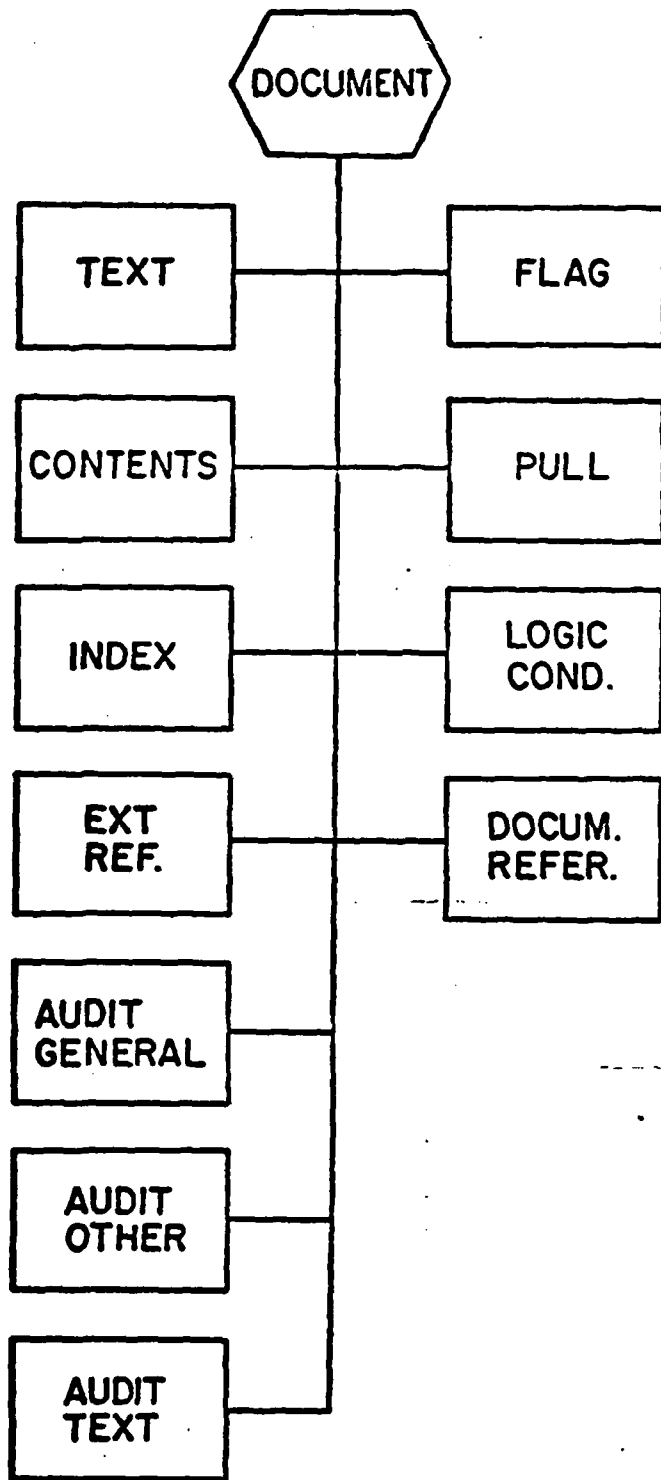 DOCUMENT
TEXT
FLAG
CONTENTS
PULL
INDEX
LOGIC
COND.
EXT
REF.
DOCUM.
REFER.
AUDIT
GENERAL
AUDIT
OTHER
AUDIT
TEXT